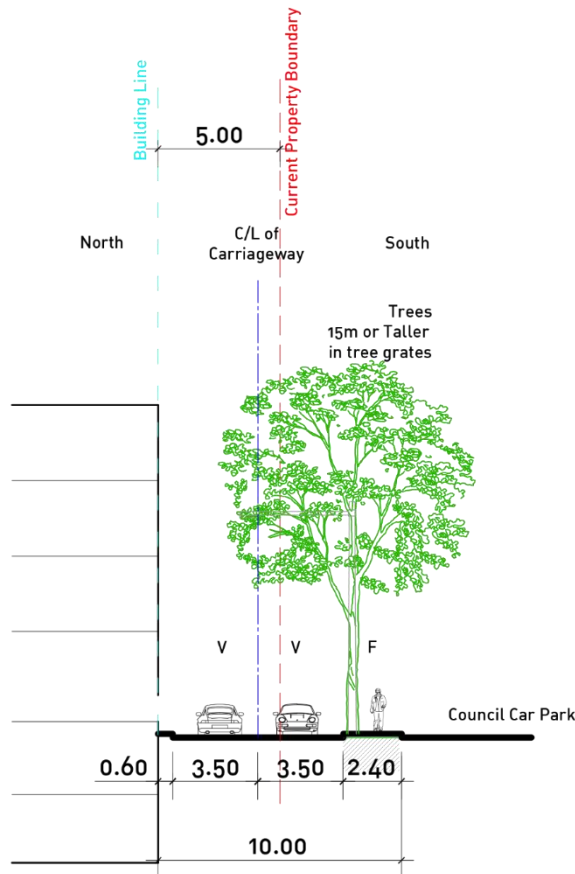 Building Line
Current Property Boundary
5.00
North
C/L of
Carriageway
South
Trees
15m or Taller
in tree grates
V
V
F
Council Car Park
0.60
3.50
3.50
2.40
10.00